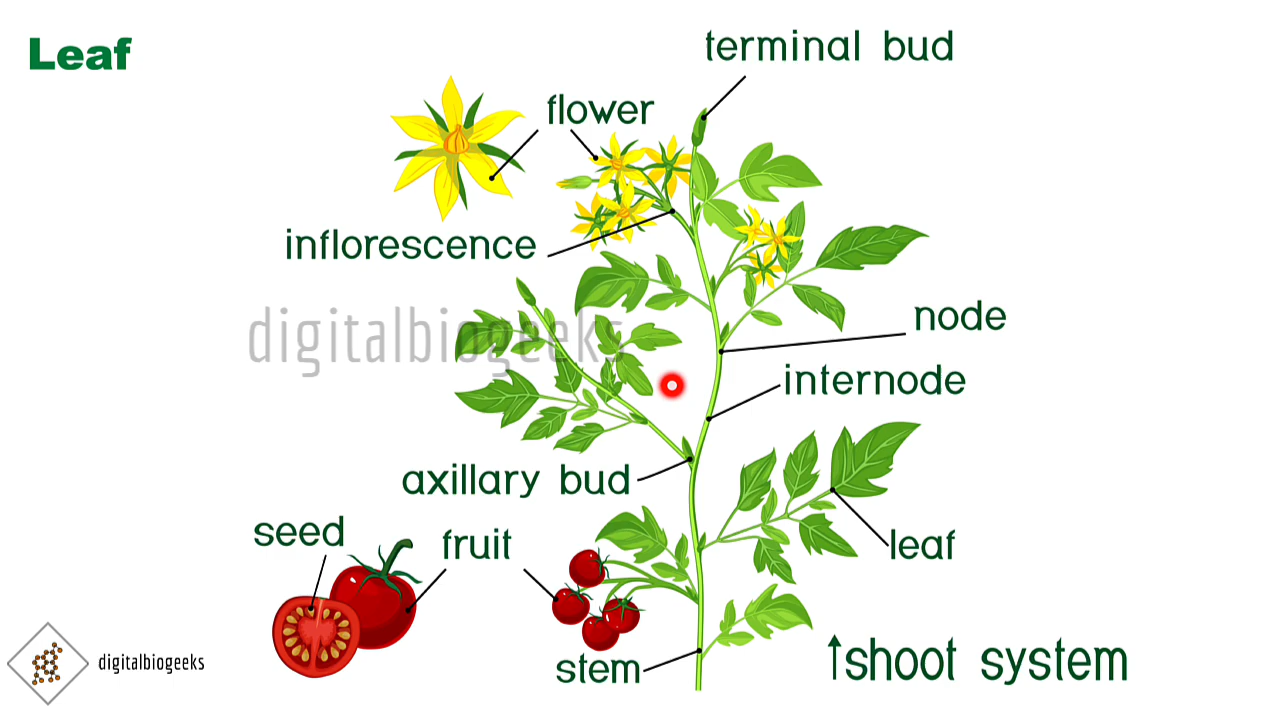 Leaf
terminal bud
flower
inflorescence
digitalbiogeeks
node
internode
axillary bud
seed
fruit
leaf
stem
↑shoot system
digitalbiogeeks